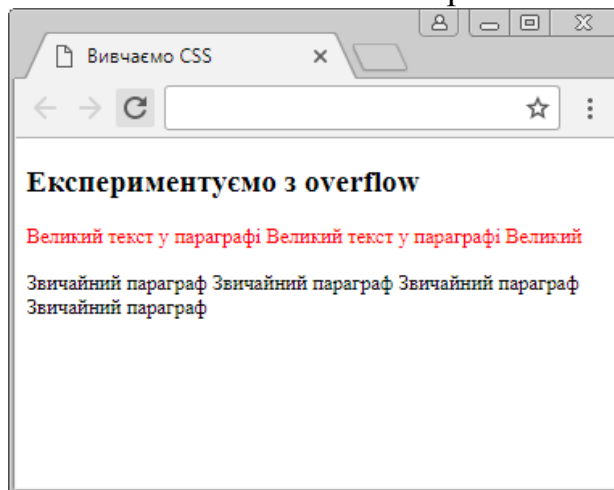 Вивчаємо CSS
Експериментуємо з overflow
Великий текст у параграфі Великий текст у параграфі Великий
Звичайний параграф Звичайний параграф Звичайний параграф
Звичайний параграф